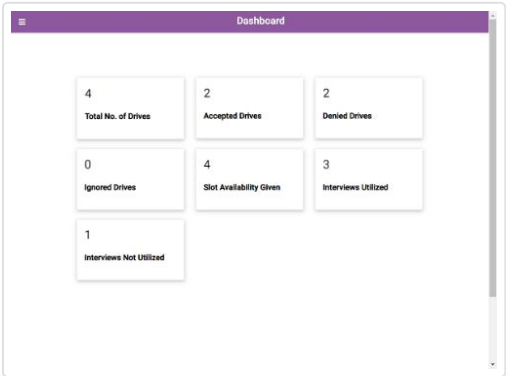 Dashboard
4
Total No. of Drives
2
Accepted Drives
2
Denied Drives
0
Ignored Drives
4
Slot Availability Given
3
Interviews Utilized
1
Interviews Not Utilized